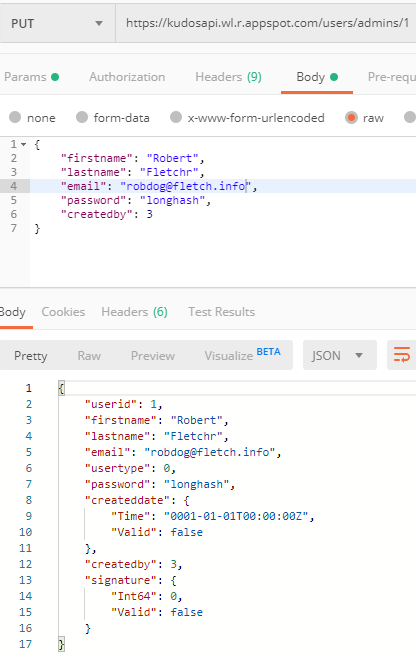 PUT https://kudosapi.wl.r.appspot.com/users/admins/1
Params Authorization Headers (9) Body Pre-requ
none form-data x-www-form-urlencoded raw
1 {
2 "firstname": "Robert",
3 "lastname": "Fletchr",
4 "email": "robdog@fletch.info",
5 "password": "longhash",
6 "createdby": 3
7 }
Body Cookies Headers (6) Test Results
Pretty Raw Preview Visualize BETA JSON
1 {
2 "userid": 1,
3 "firstname": "Robert",
4 "lastname": "Fletchr",
5 "email": "robdog@fletch.info",
6 "usertype": 0,
7 "password": "longhash",
8 "createddate": {
9 "Time": "0001-01-01T00:00:00Z",
10 "Valid": false
11 },
12 "createdby": 3,
13 "signature": {
14 "Int64": 0,
15 "Valid": false
16 }
17 }